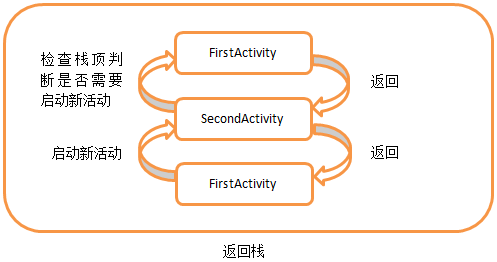 FirstActivity
检查栈顶判
断是否需要
启动新活动
返回
SecondActivity
启动新活动
返回
FirstActivity
返回栈